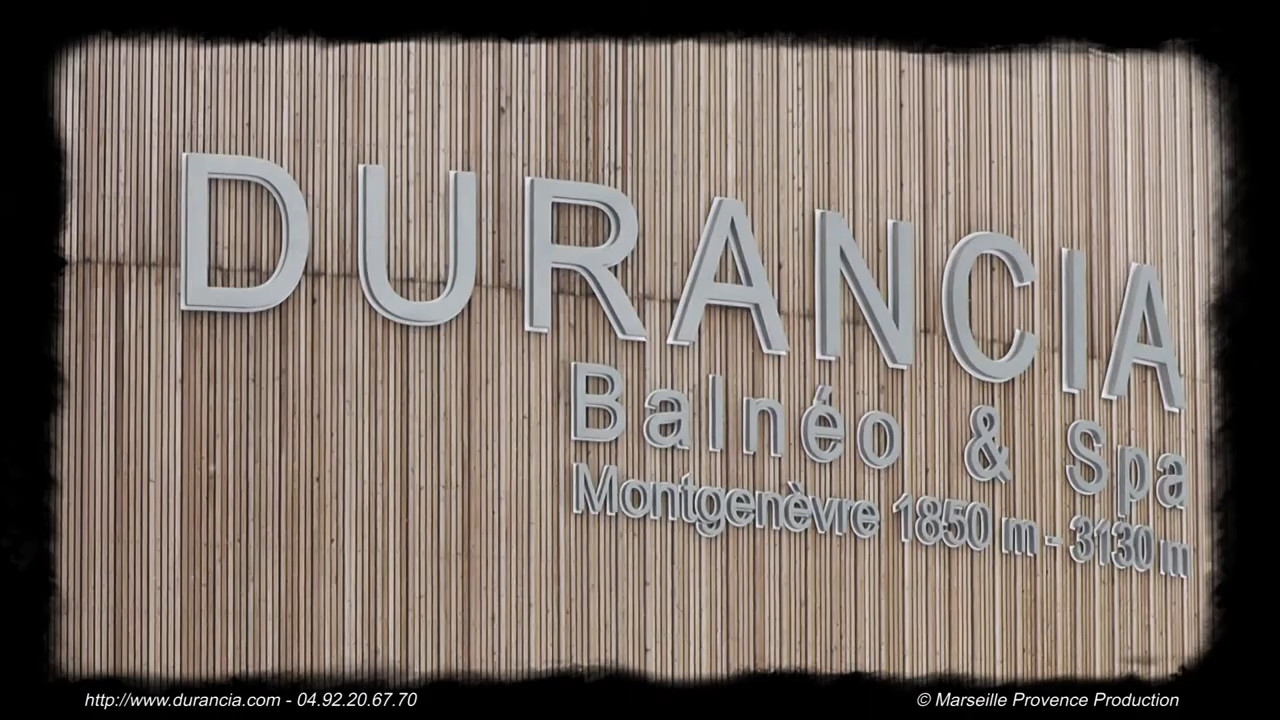 DURANCIA
Balnéo & Spa
Montgenèvre 1850 m - 3130 m
http://www.durancia.com - 04.92.20.67.70
© Marseille Provence Production